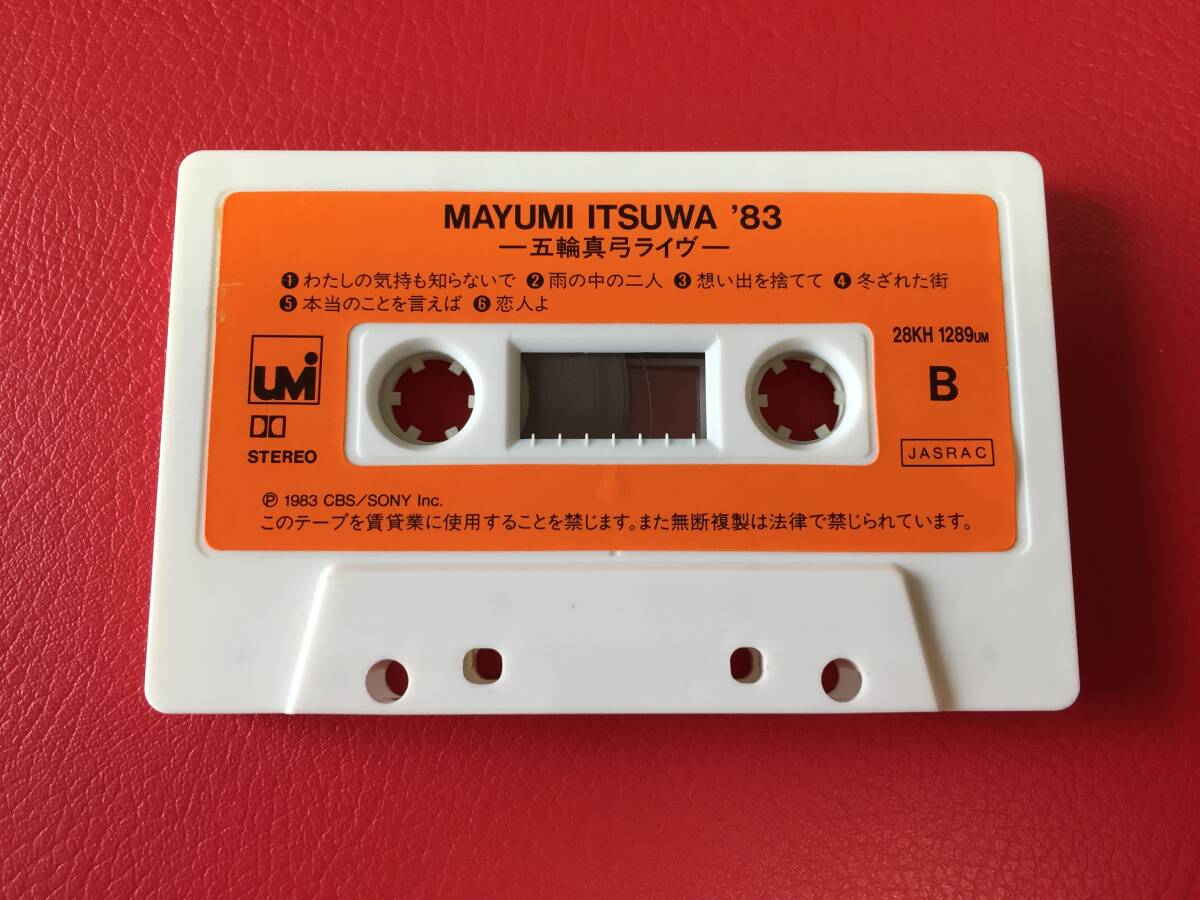 MAYUMI ITSUWA ’83
—五輪真弓ライヴ—
❶わたしの気持も知らないで ❷雨の中の二人 ❸想い出を捨てて ❹冬ざれた街
❺本当のことを言えば ❻恋人よ
28KH 1289UM
UMi
B
STEREO
JASRAC
Ⓟ 1983 CBS/SONY Inc.
このテープを賃貸業に使用することを禁じます。また無断複製は法律で禁じられています。